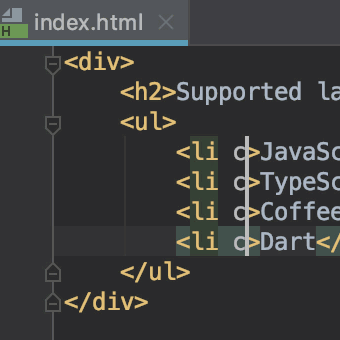 index.html
H
<div>
<h2>Supported la
<ul>
<li c>JavaSc
<li c>TypeSc
<li c>Coffee
<li c>Dart</
</ul>
</div>